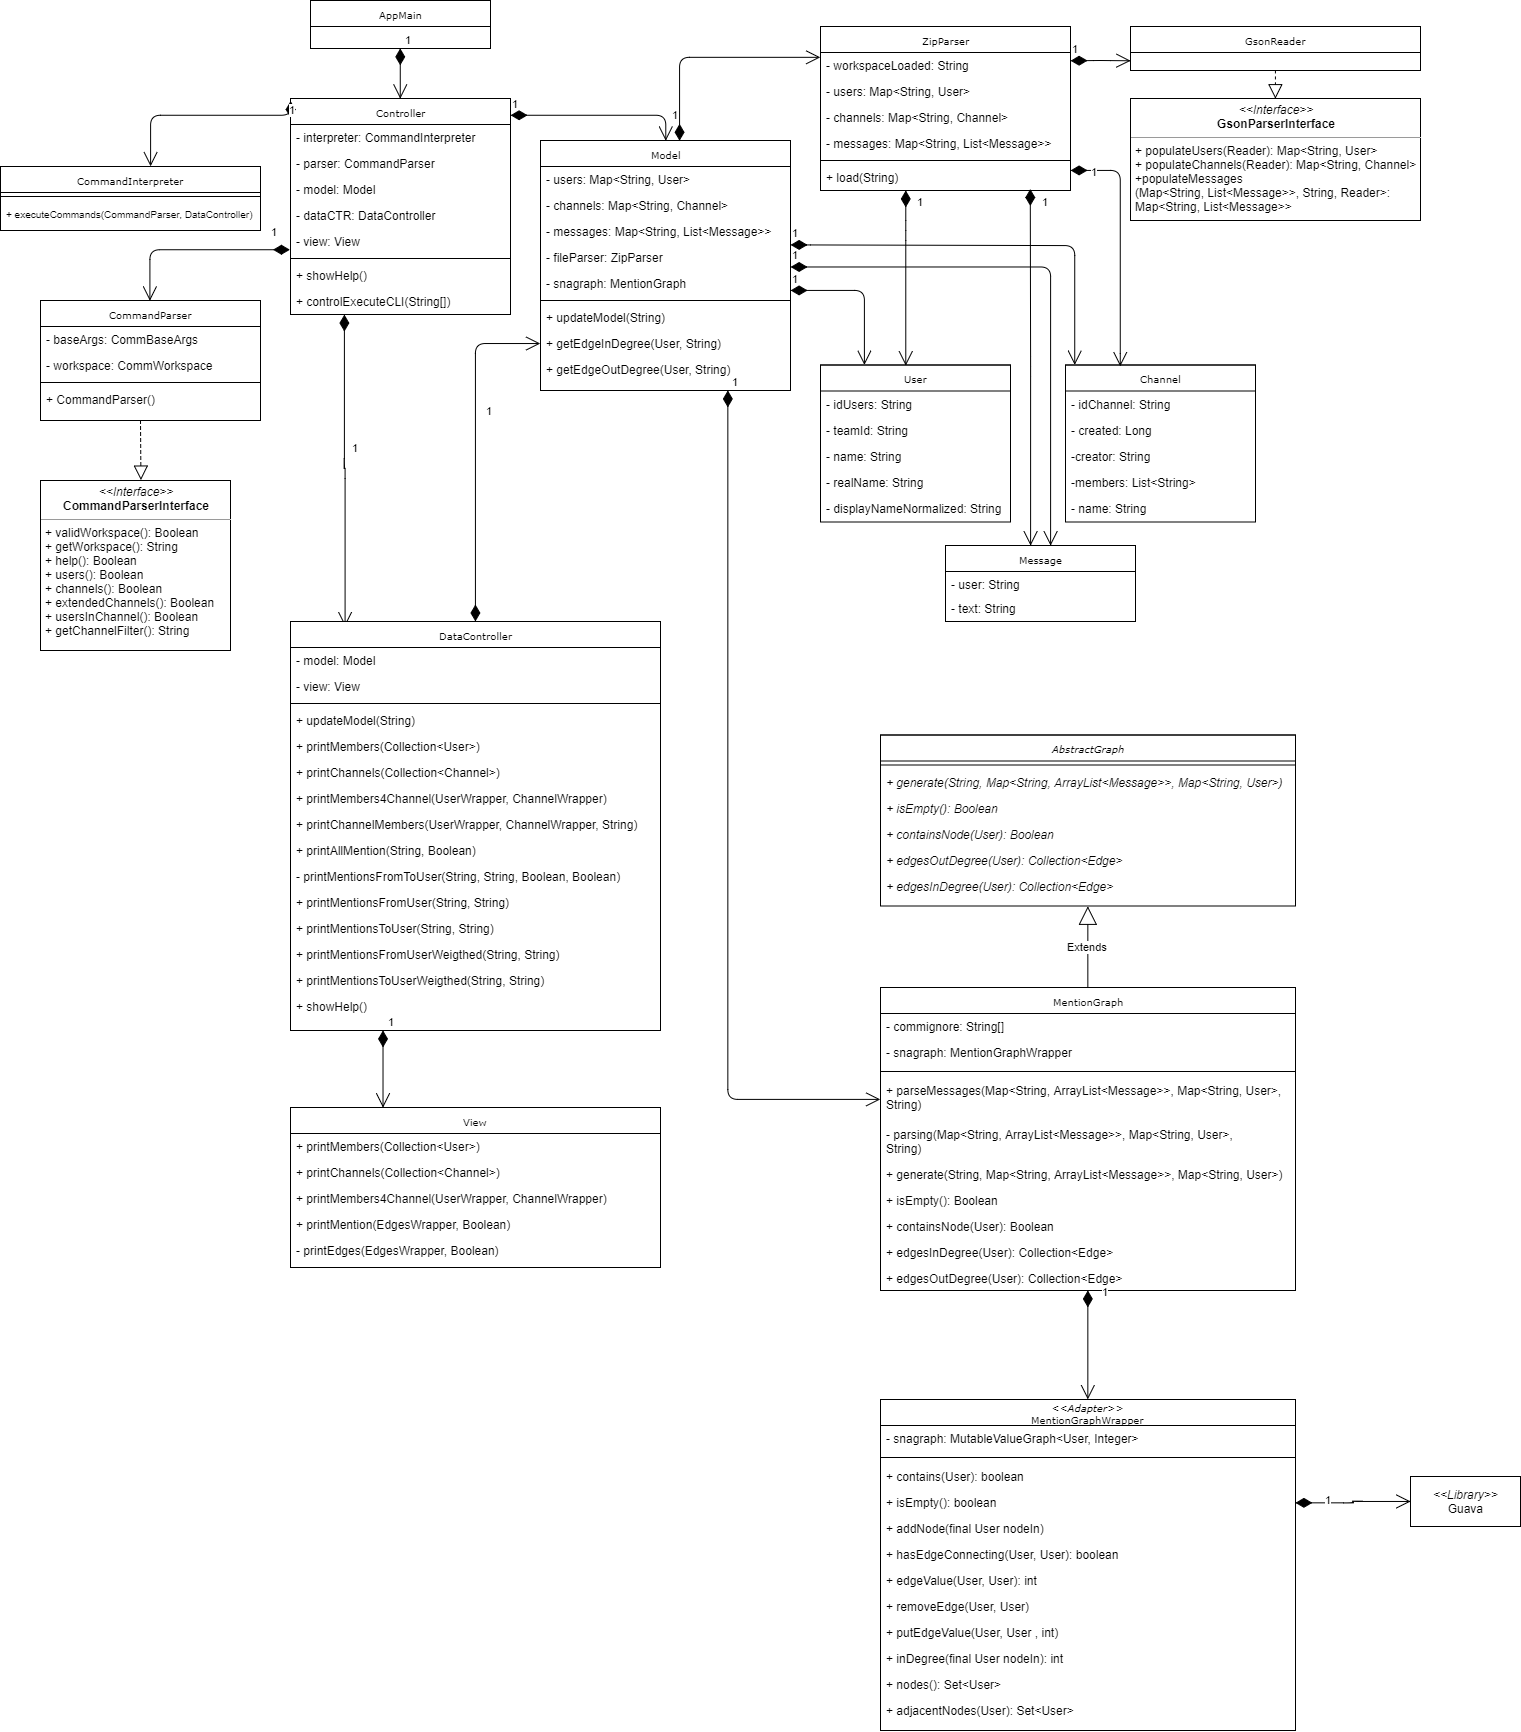 AppMain
1
Controller
- interpreter: CommandInterpreter
- parser: CommandParser
- model: Model
- dataCTR: DataController
- view: View
+ showHelp()
+ controlExecuteCLI(String[])
1
1
1
1
CommandInterpreter
+ executeCommands(CommandParser, DataController)
CommandParser
- baseArgs: CommBaseArgs
- workspace: CommWorkspace
+ CommandParser()
<<Interface>>
CommandParserInterface
+ validWorkspace(): Boolean
+ getWorkspace(): String
+ help(): Boolean
+ users(): Boolean
+ channels(): Boolean
+ extendedChannels(): Boolean
+ usersInChannel(): Boolean
+ getChannelFilter(): String
Model
- users: Map<String, User>
- channels: Map<String, Channel>
- messages: Map<String, List<Message>>
- fileParser: ZipParser
- snagraph: MentionGraph
+ updateModel(String)
+ getEdgeInDegree(User, String)
+ getEdgeOutDegree(User, String)
1
1
1
1
1
1
ZipParser
- workspaceLoaded: String
- users: Map<String, User>
- channels: Map<String, Channel>
- messages: Map<String, List<Message>>
+ load(String)
1
1
1
1
GsonReader
<<Interface>>
GsonParserInterface
+ populateUsers(Reader): Map<String, User>
+ populateChannels(Reader): Map<String, Channel>
+populateMessages
(Map<String, List<Message>>, String, Reader>:
Map<String, List<Message>>
User
- idUsers: String
- teamId: String
- name: String
- realName: String
- displayNameNormalized: String
Channel
- idChannel: String
- created: Long
-creator: String
-members: List<String>
- name: String
Message
- user: String
- text: String
DataController
- model: Model
- view: View
+ updateModel(String)
+ printMembers(Collection<User>)
+ printChannels(Collection<Channel>)
+ printMembers4Channel(UserWrapper, ChannelWrapper)
+ printChannelMembers(UserWrapper, ChannelWrapper, String)
+ printAllMention(String, Boolean)
- printMentionsFromToUser(String, String, Boolean, Boolean)
+ printMentionsFromUser(String, String)
+ printMentionsToUser(String, String)
+ printMentionsFromUserWeigthed(String, String)
+ printMentionsToUserWeigthed(String, String)
+ showHelp()
1
View
+ printMembers(Collection<User>)
+ printChannels(Collection<Channel>)
+ printMembers4Channel(UserWrapper, ChannelWrapper)
+ printMention(EdgesWrapper, Boolean)
- printEdges(EdgesWrapper, Boolean)
AbstractGraph
+ generate(String, Map<String, ArrayList<Message>>, Map<String, User>)
+ isEmpty(): Boolean
+ containsNode(User): Boolean
+ edgesOutDegree(User): Collection<Edge>
+ edgesInDegree(User): Collection<Edge>
Extends
MentionGraph
- commignore: String[]
- snagraph: MentionGraphWrapper
+ parseMessages(Map<String, ArrayList<Message>>, Map<String, User>,
String)
- parsing(Map<String, ArrayList<Message>>, Map<String, User>,
String)
+ generate(String, Map<String, ArrayList<Message>>, Map<String, User>)
+ isEmpty(): Boolean
+ containsNode(User): Boolean
+ edgesInDegree(User): Collection<Edge>
+ edgesOutDegree(User): Collection<Edge>
1
<<Adapter>>
MentionGraphWrapper
- snagraph: MutableValueGraph<User, Integer>
+ contains(User): boolean
+ isEmpty(): boolean
+ addNode(final User nodeIn)
+ hasEdgeConnecting(User, User): boolean
+ edgeValue(User, User): int
+ removeEdge(User, User)
+ putEdgeValue(User, User , int)
+ inDegree(final User nodeIn): int
+ nodes(): Set<User>
+ adjacentNodes(User): Set<User>
1
<<Library>>
Guava